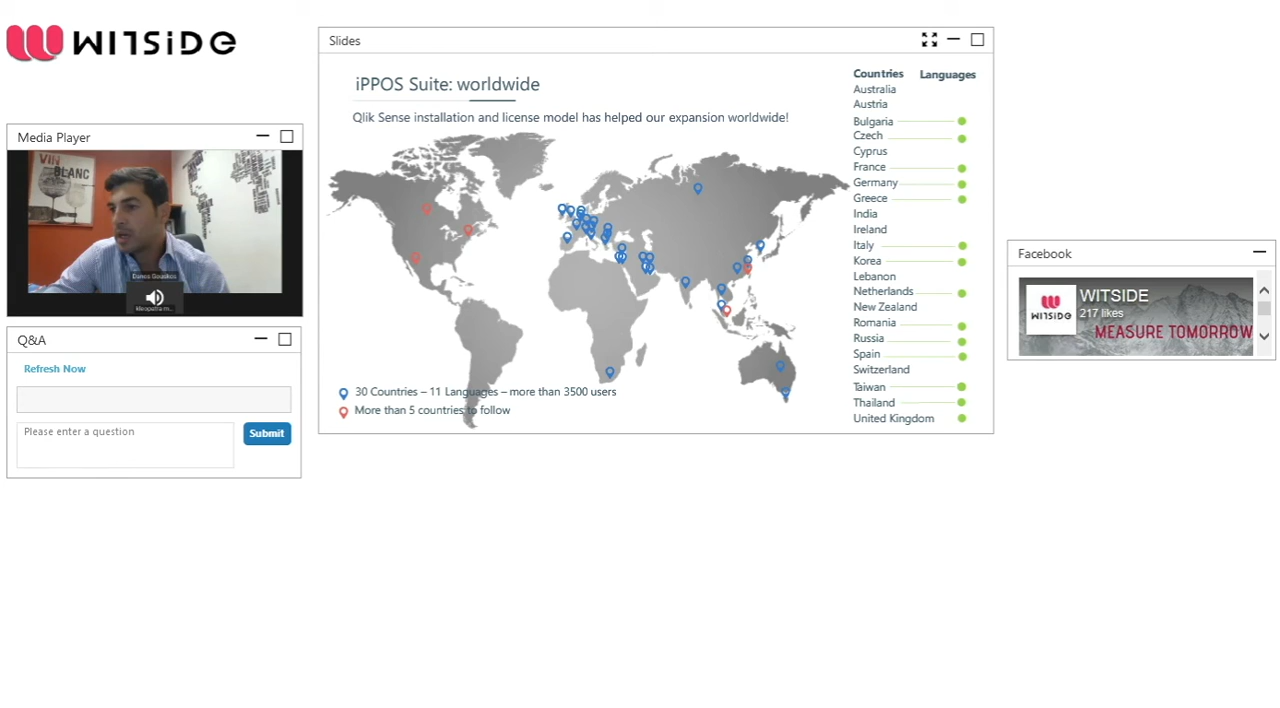 WITSIDE
Media Player
VIN
BLANC
Q&A
Refresh Now
Please enter a question
Submit
Slides
iPPOS Suite: worldwide
Qlik Sense installation and license model has helped our expansion worldwide!
30 Countries – 11 Languages – more than 3500 users
More than 5 countries to follow
Countries Languages
Australia
Austria
Bulgaria
Czech
Cyprus
France
Germany
Greece
India
Ireland
Italy
Korea
Lebanon
Netherlands
New Zealand
Romania
Russia
Spain
Switzerland
Taiwan
Thailand
United Kingdom
Facebook
WITSIDE
WITSIDE
217 likes
MEASURE TOMORROW